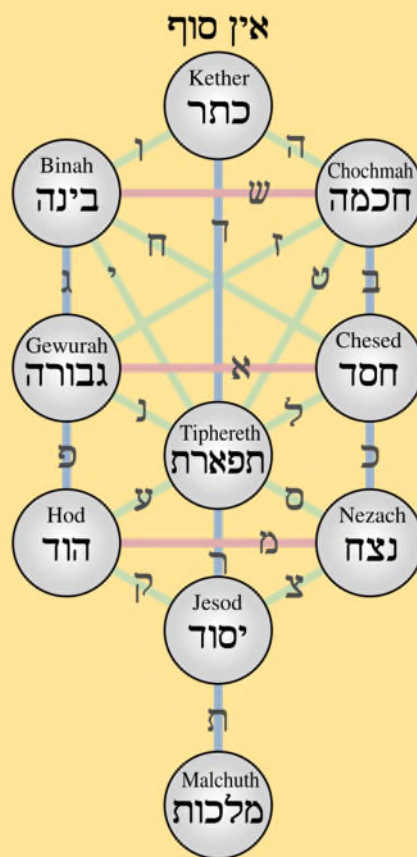 אין סוף
Kether
כתר
ו
ה
Binah
בינה
Chochmah
חכמה
ש
ד
ח
ז
ג
י
ט
ב
Gewurah
גבורה
Chesed
חסד
א
נ
ל
Tiphereth
תפארת
פ
כ
ע
ס
Hod
הוד
Nezach
נצח
מ
ר
ק
צ
Jesod
יסוד
ת
Malchuth
מלכות